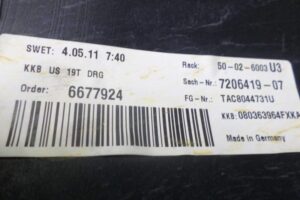 SWET: 4.05.11 7:40
Rack: 50-02-6003 U3
KKB US 19T DRG
Sach-Nr.: 7206419-07
Order: 6677924
FG-Nr.: TAC8044731U
KKB: 080363964FXKA
Made in Germany